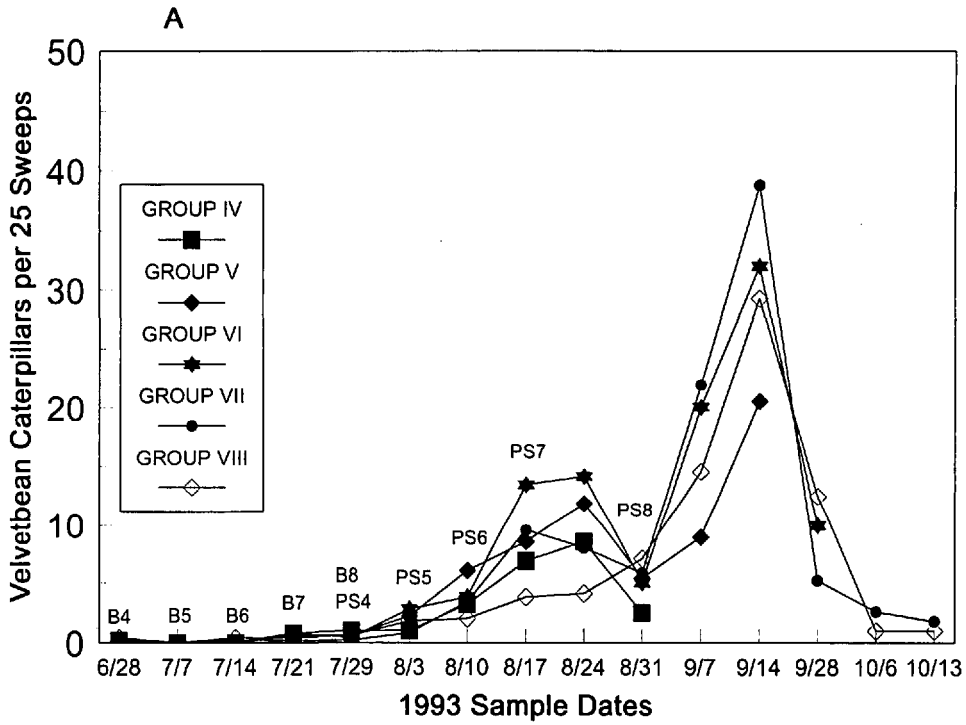 A
Velvetbean Caterpillars per 25 Sweeps
50
40
30
20
10
0
GROUP IV
GROUP V
GROUP VI
GROUP VII
GROUP VIII
B4
B5
B6
B7
B8
PS4
PS5
PS6
PS7
PS8
6/28 7/7 7/14 7/21 7/29 8/3 8/10 8/17 8/24 8/31 9/7 9/14 9/28 10/6 10/13
1993 Sample Dates